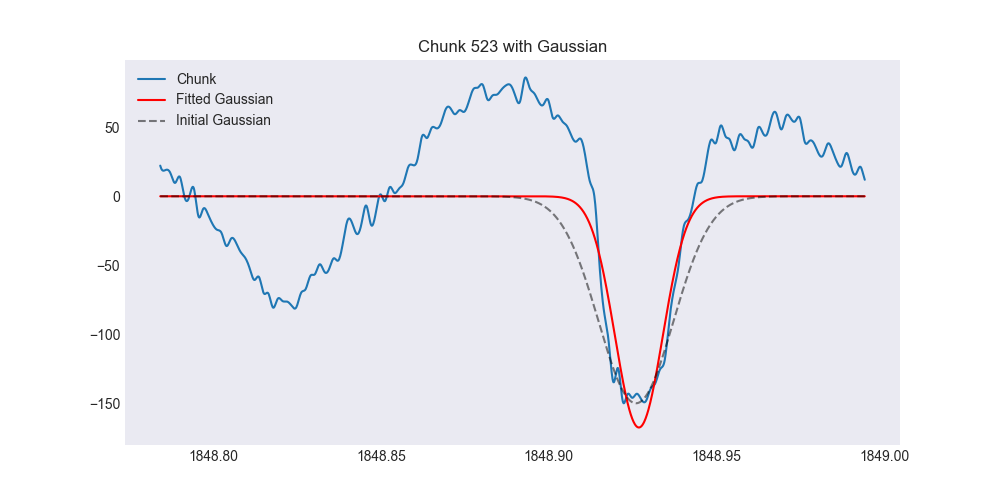 Chunk 523 with Gaussian
Chunk
Fitted Gaussian
Initial Gaussian
50
0
−50
−100
−150
1848.80 1848.85 1848.90 1848.95 1849.00